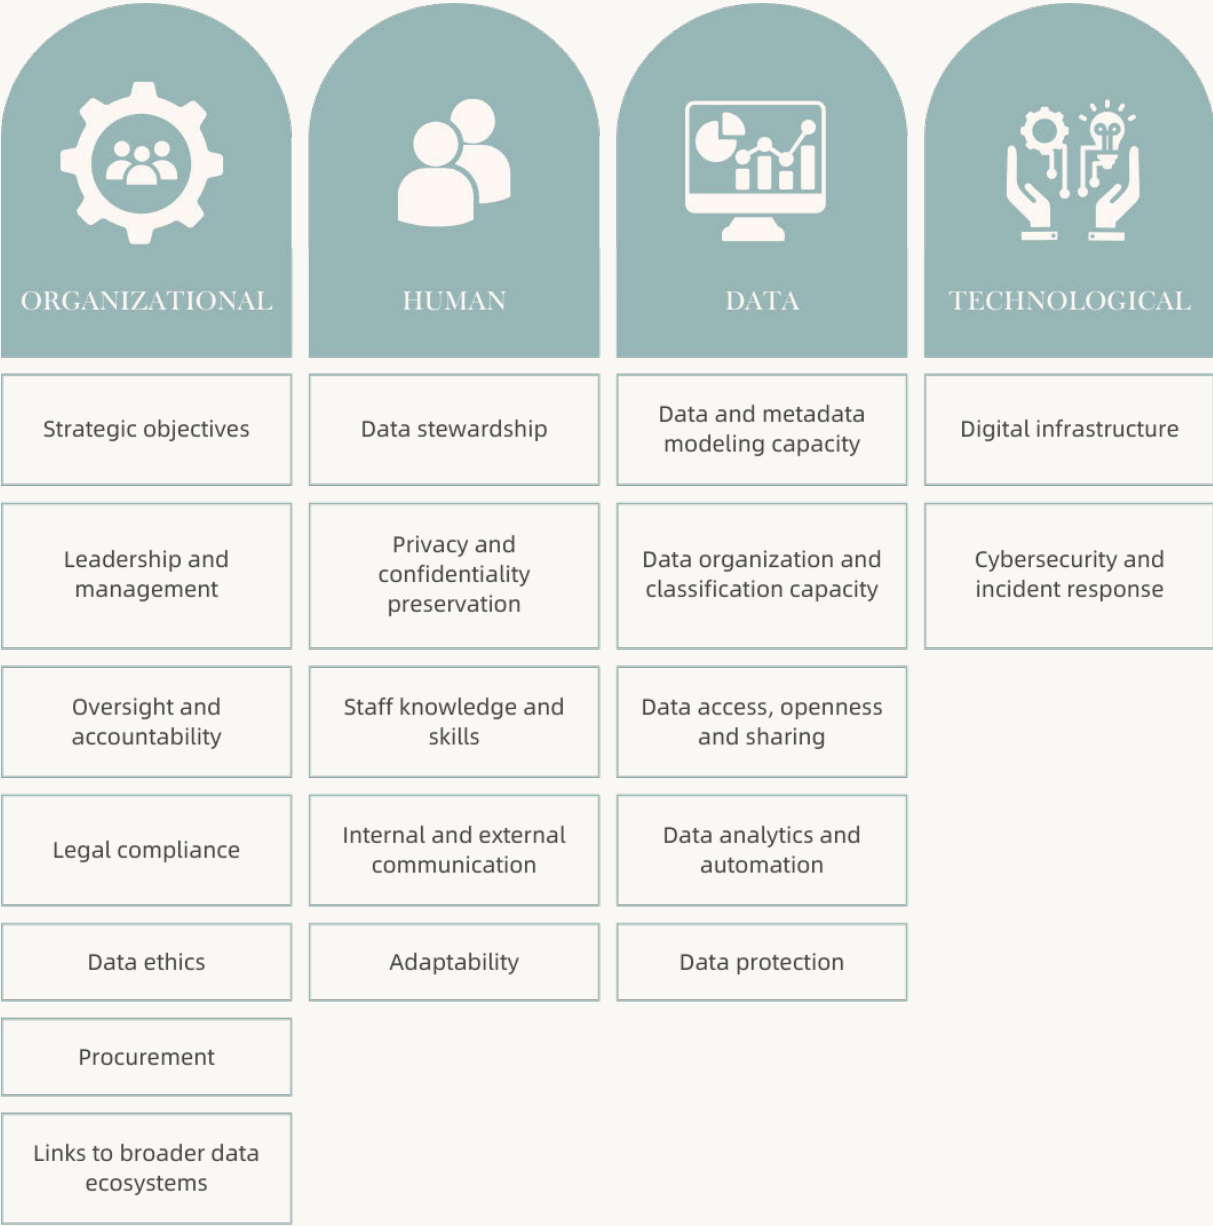 ORGANIZATIONAL
Strategic objectives
Leadership and
management
Oversight and
accountability
Legal compliance
Data ethics
Procurement
Links to broader data
ecosystems
HUMAN
Data stewardship
Privacy and
confidentiality
preservation
Staff knowledge and
skills
Internal and external
communication
Adaptability
DATA
Data and metadata
modeling capacity
Data organization and
classification capacity
Data access, openness
and sharing
Data analytics and
automation
Data protection
TECHNOLOGICAL
Digital infrastructure
Cybersecurity and
incident response